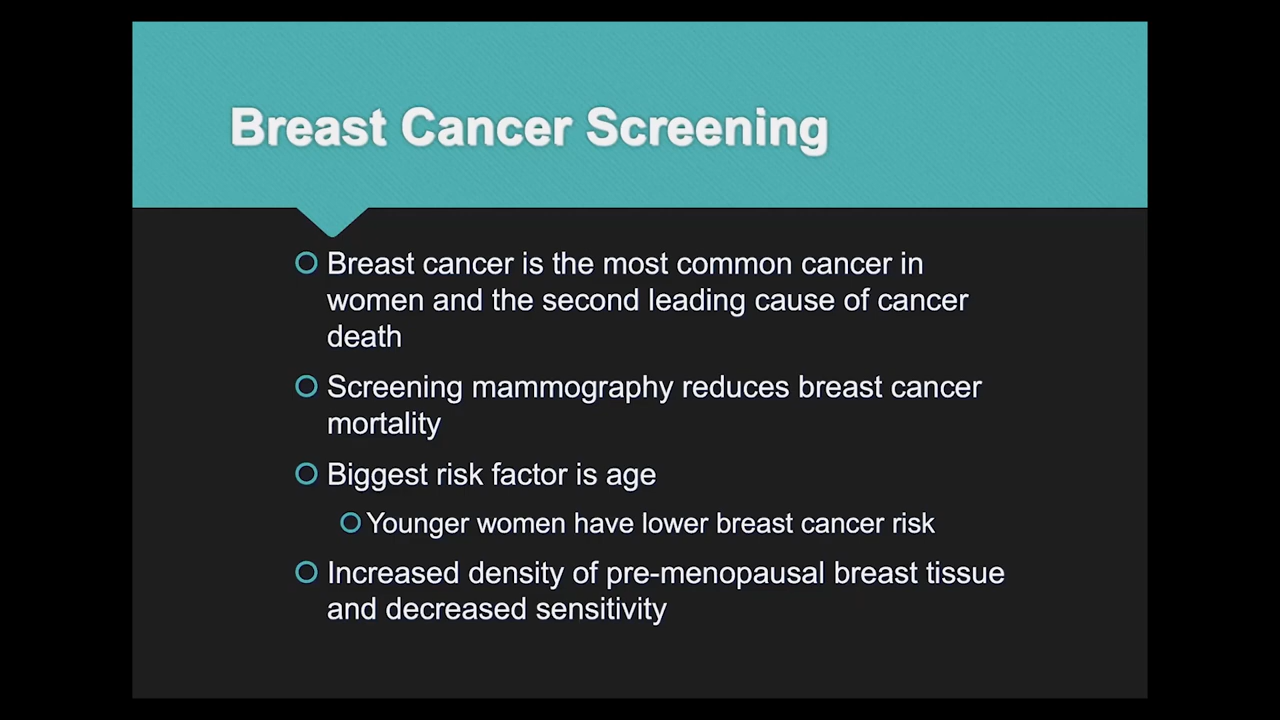 Breast Cancer Screening
Breast cancer is the most common cancer in
women and the second leading cause of cancer
death
Screening mammography reduces breast cancer
mortality
Biggest risk factor is age
Younger women have lower breast cancer risk
Increased density of pre-menopausal breast tissue
and decreased sensitivity